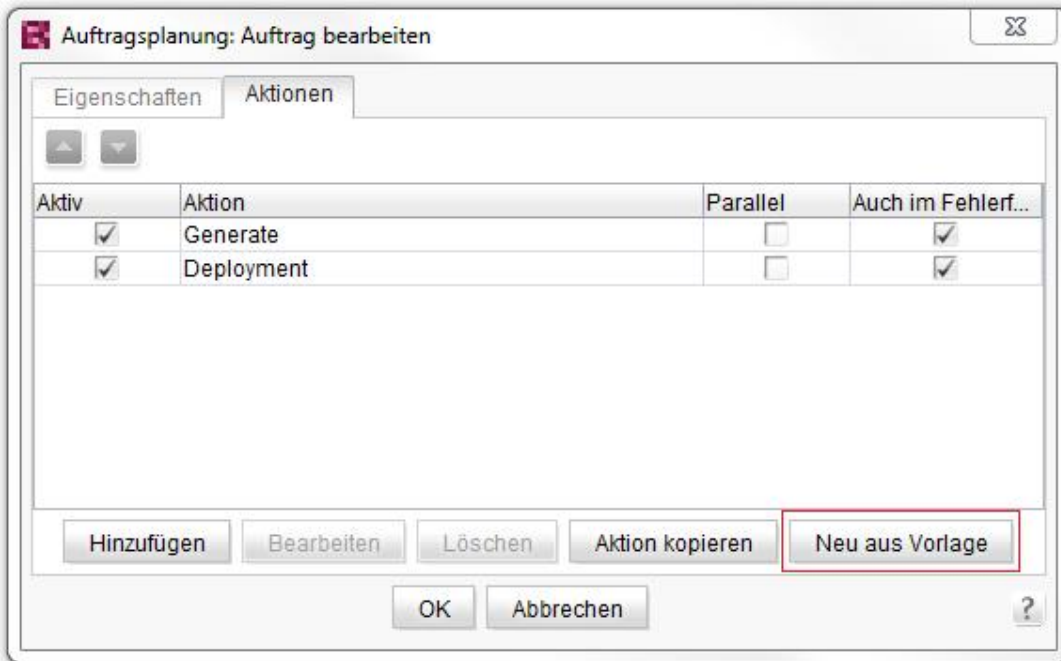 Auftragsplanung: Auftrag bearbeiten
Eigenschaften Aktionen
Aktiv Aktion Parallel Auch im Fehlerf...
Generate
Deployment
Hinzufügen Bearbeiten Löschen Aktion kopieren Neu aus Vorlage
OK Abbrechen ?